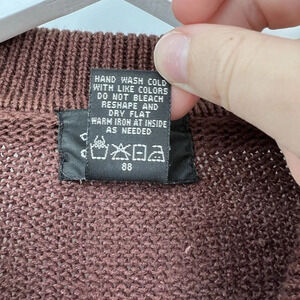 HAND WASH COLD
WITH LIKE COLORS
DO NOT BLEACH
RESHAPE AND
DRY FLAT
WARM IRON AT INSIDE
AS NEEDED
88